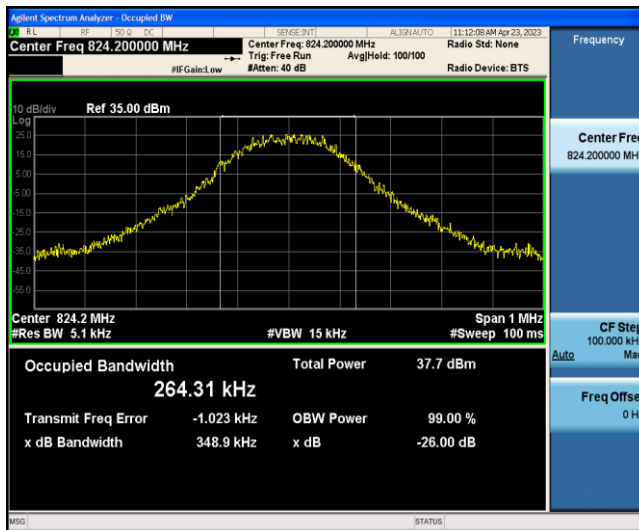 Agilent Spectrum Analyzer - Occupied BW
RL RF 50 Ω DC SENSE:INT ALIGNAUTO 11:12:08 AM Apr 23, 2023
Center Freq 824.200000 MHz
Center Freq: 824.200000 MHz Radio Std: None
Trig: Free Run Avg|Hold: 100/100
#IFGain:Low #Atten: 40 dB Radio Device: BTS
Frequency
10 dB/div Ref 35.00 dBm
Log
25.0
15.0
5.00
-5.00
-15.0
-25.0
-35.0
-45.0
-55.0
Center 824.2 MHz Span 1 MHz
#Res BW 5.1 kHz #VBW 15 kHz #Sweep 100 ms
Occupied Bandwidth Total Power 37.7 dBm
264.31 kHz
Transmit Freq Error -1.023 kHz OBW Power 99.00 %
x dB Bandwidth 348.9 kHz x dB -26.00 dB
Center Fre
824.200000 MH
CF Step
100.000 kH
Auto Ma
Freq Offse
0 H
MSG STATUS